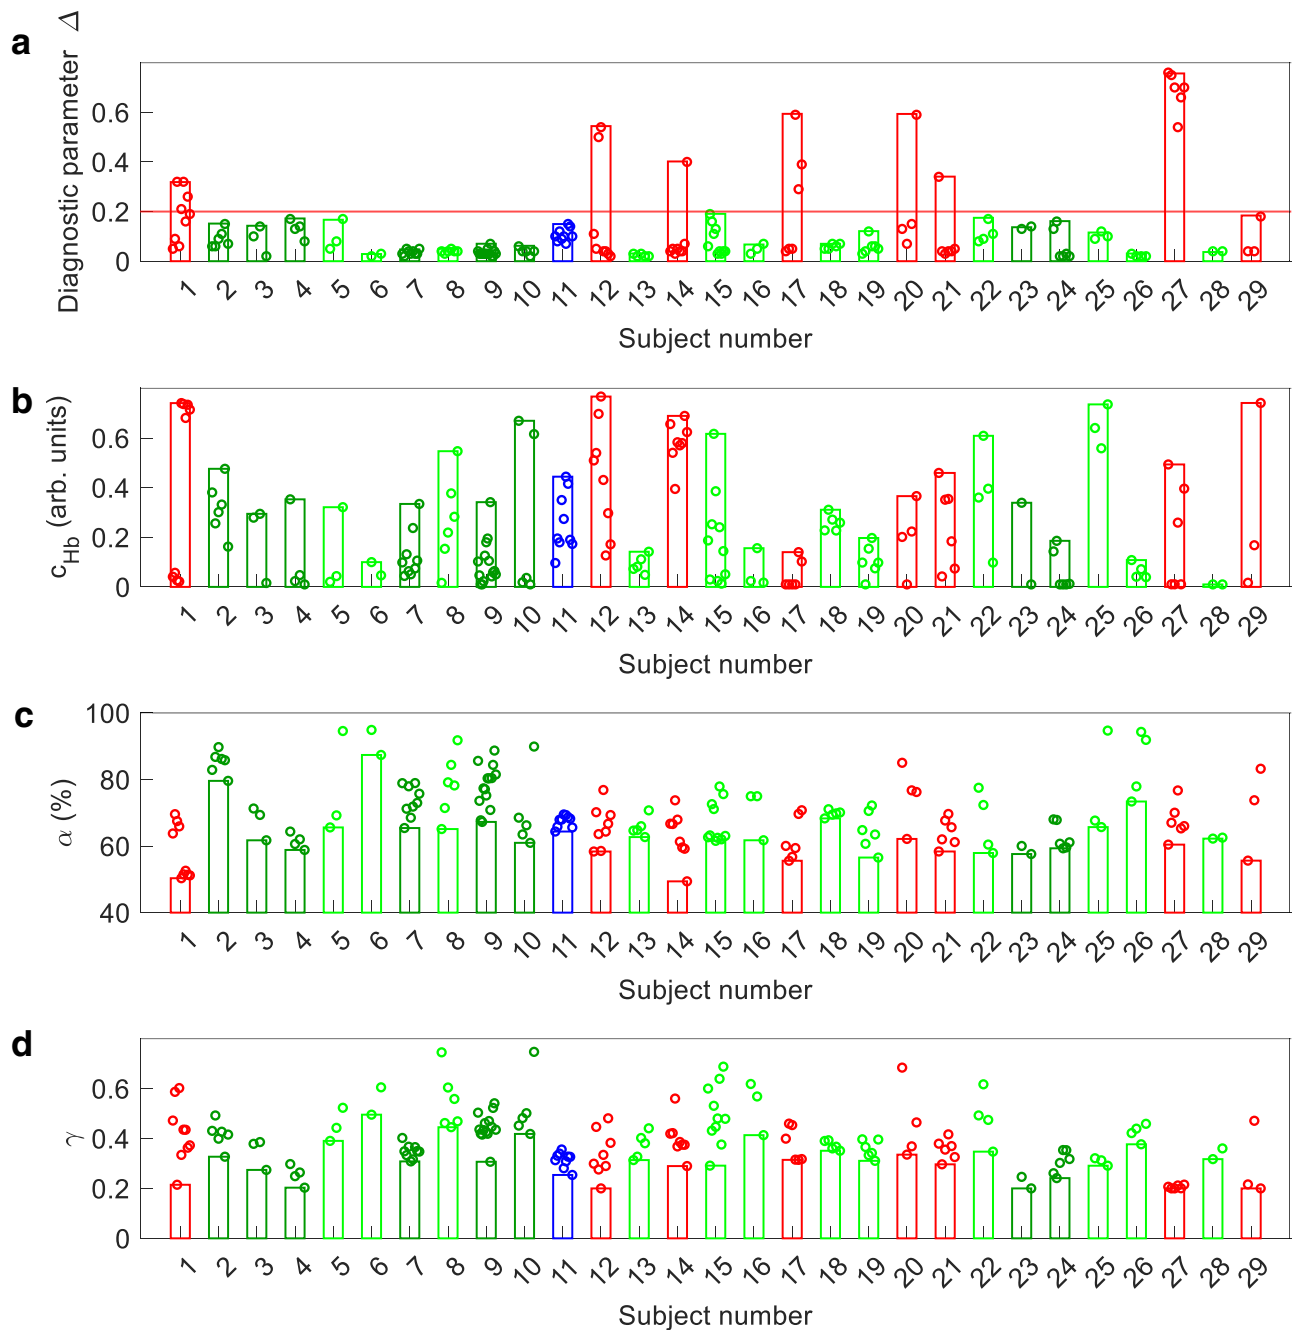 a
Diagnostic parameter Δ
0.6
0.4
0.2
0
1 2 3 4 5 6 7 8 9 10 11 12 13 14 15 16 17 18 19 20 21 22 23 24 25 26 27 28 29
Subject number
b
c_Hb (arb. units)
0.6
0.4
0.2
0
1 2 3 4 5 6 7 8 9 10 11 12 13 14 15 16 17 18 19 20 21 22 23 24 25 26 27 28 29
Subject number
c
α (%)
100
80
60
40
1 2 3 4 5 6 7 8 9 10 11 12 13 14 15 16 17 18 19 20 21 22 23 24 25 26 27 28 29
Subject number
d
γ
0.6
0.4
0.2
0
1 2 3 4 5 6 7 8 9 10 11 12 13 14 15 16 17 18 19 20 21 22 23 24 25 26 27 28 29
Subject number